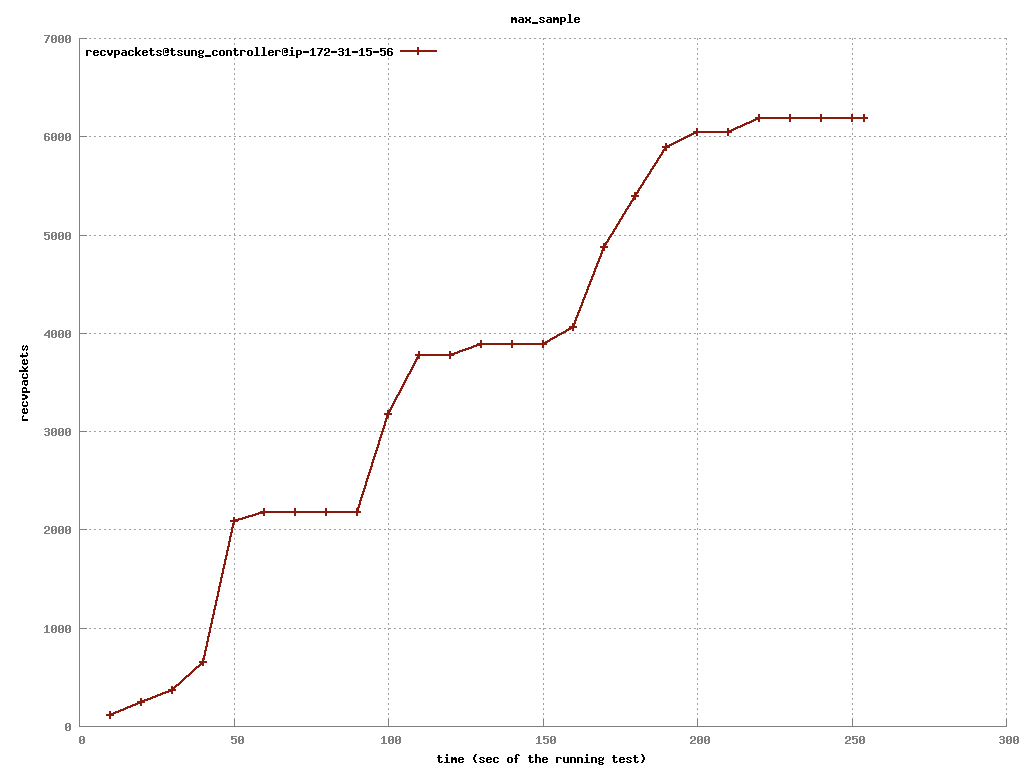 max_sample
recvpackets@tsung_controller@ip-172-31-15-56
7000
6000
5000
4000
3000
2000
1000
0
recvpackets
0 50 100 150 200 250 300
time (sec of the running test)